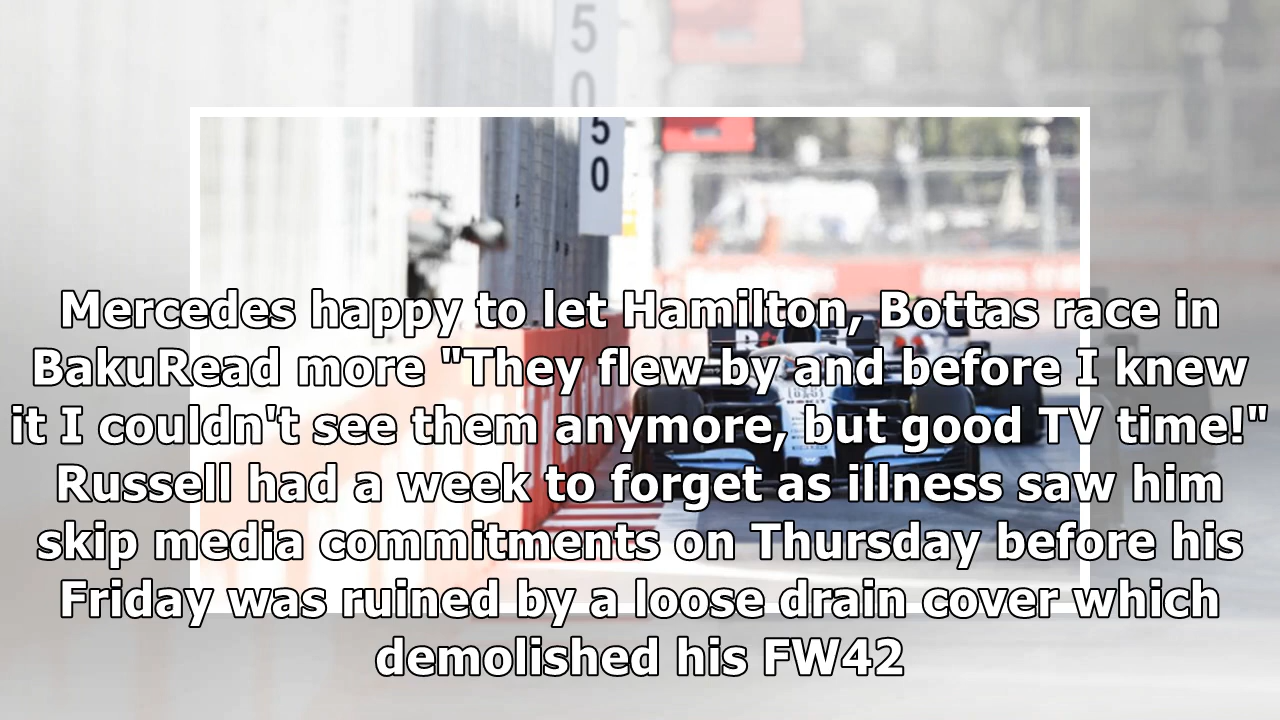 50
50
Mercedes happy to let Hamilton, Bottas race in
BakuRead more "They flew by and before I knew
it I couldn't see them anymore, but good TV time!"
Russell had a week to forget as illness saw him
skip media commitments on Thursday before his
Friday was ruined by a loose drain cover which
demolished his FW42